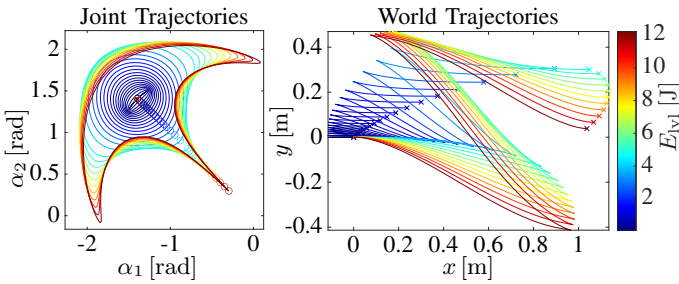 Joint Trajectories World Trajectories
2 0.4 12
1.5 0.2 10
1 0 8
0.5 -0.2 6
0 -0.4 4
2
-2 -1 0 0 0.2 0.4 0.6 0.8 1
α₁ [rad] x [m]
α₂ [rad]
y [m]
E_lvl [J]